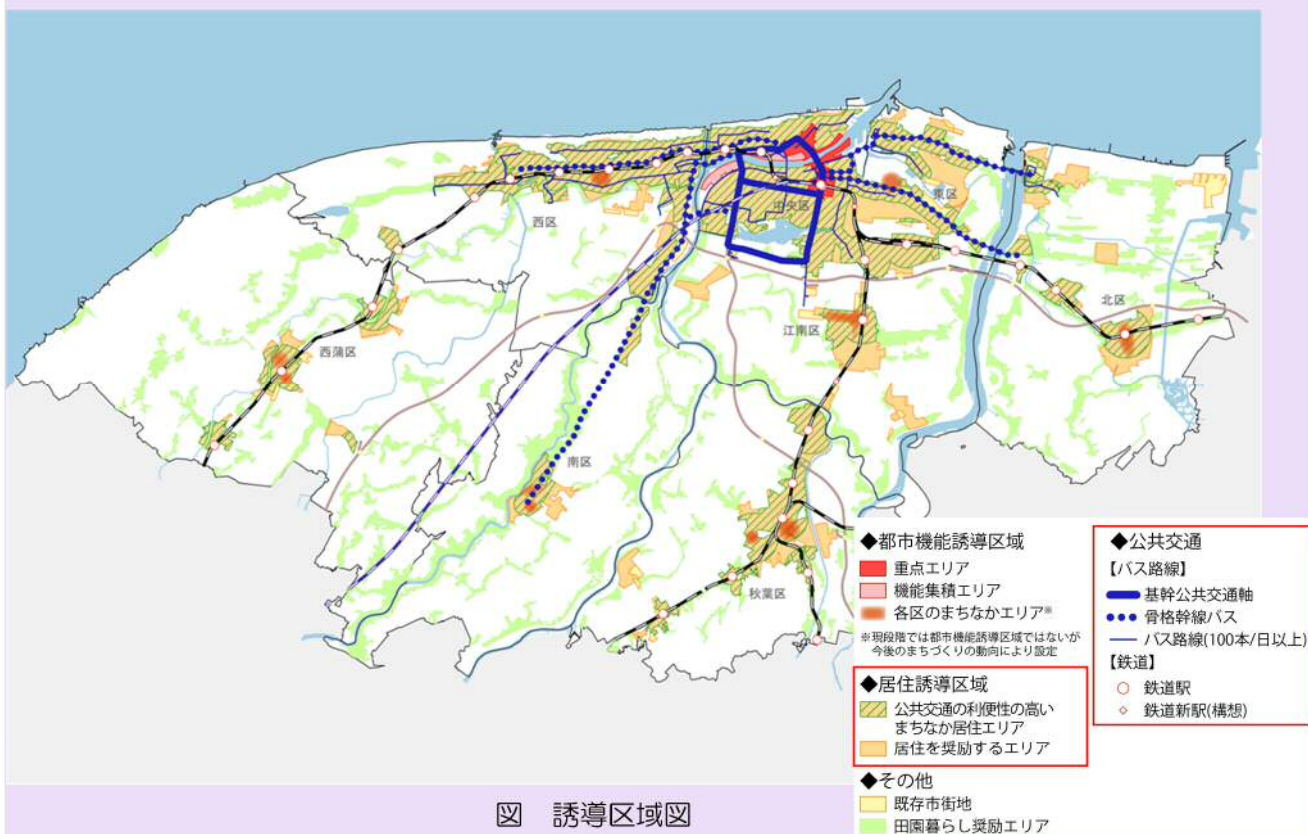 西区
中央区
東区
北区
江南区
西蒲区
南区
秋葉区
◆都市機能誘導区域
重点エリア
機能集積エリア
各区のまちなかエリア※
※現段階では都市機能誘導区域ではないが
今後のまちづくりの動向により設定
◆居住誘導区域
公共交通の利便性の高い
まちなか居住エリア
居住を奨励するエリア
◆その他
既存市街地
田園暮らし奨励エリア
◆公共交通
【バス路線】
基幹公共交通軸
骨格幹線バス
バス路線(100本/日以上)
【鉄道】
鉄道駅
鉄道新駅(構想)
図 誘導区域図